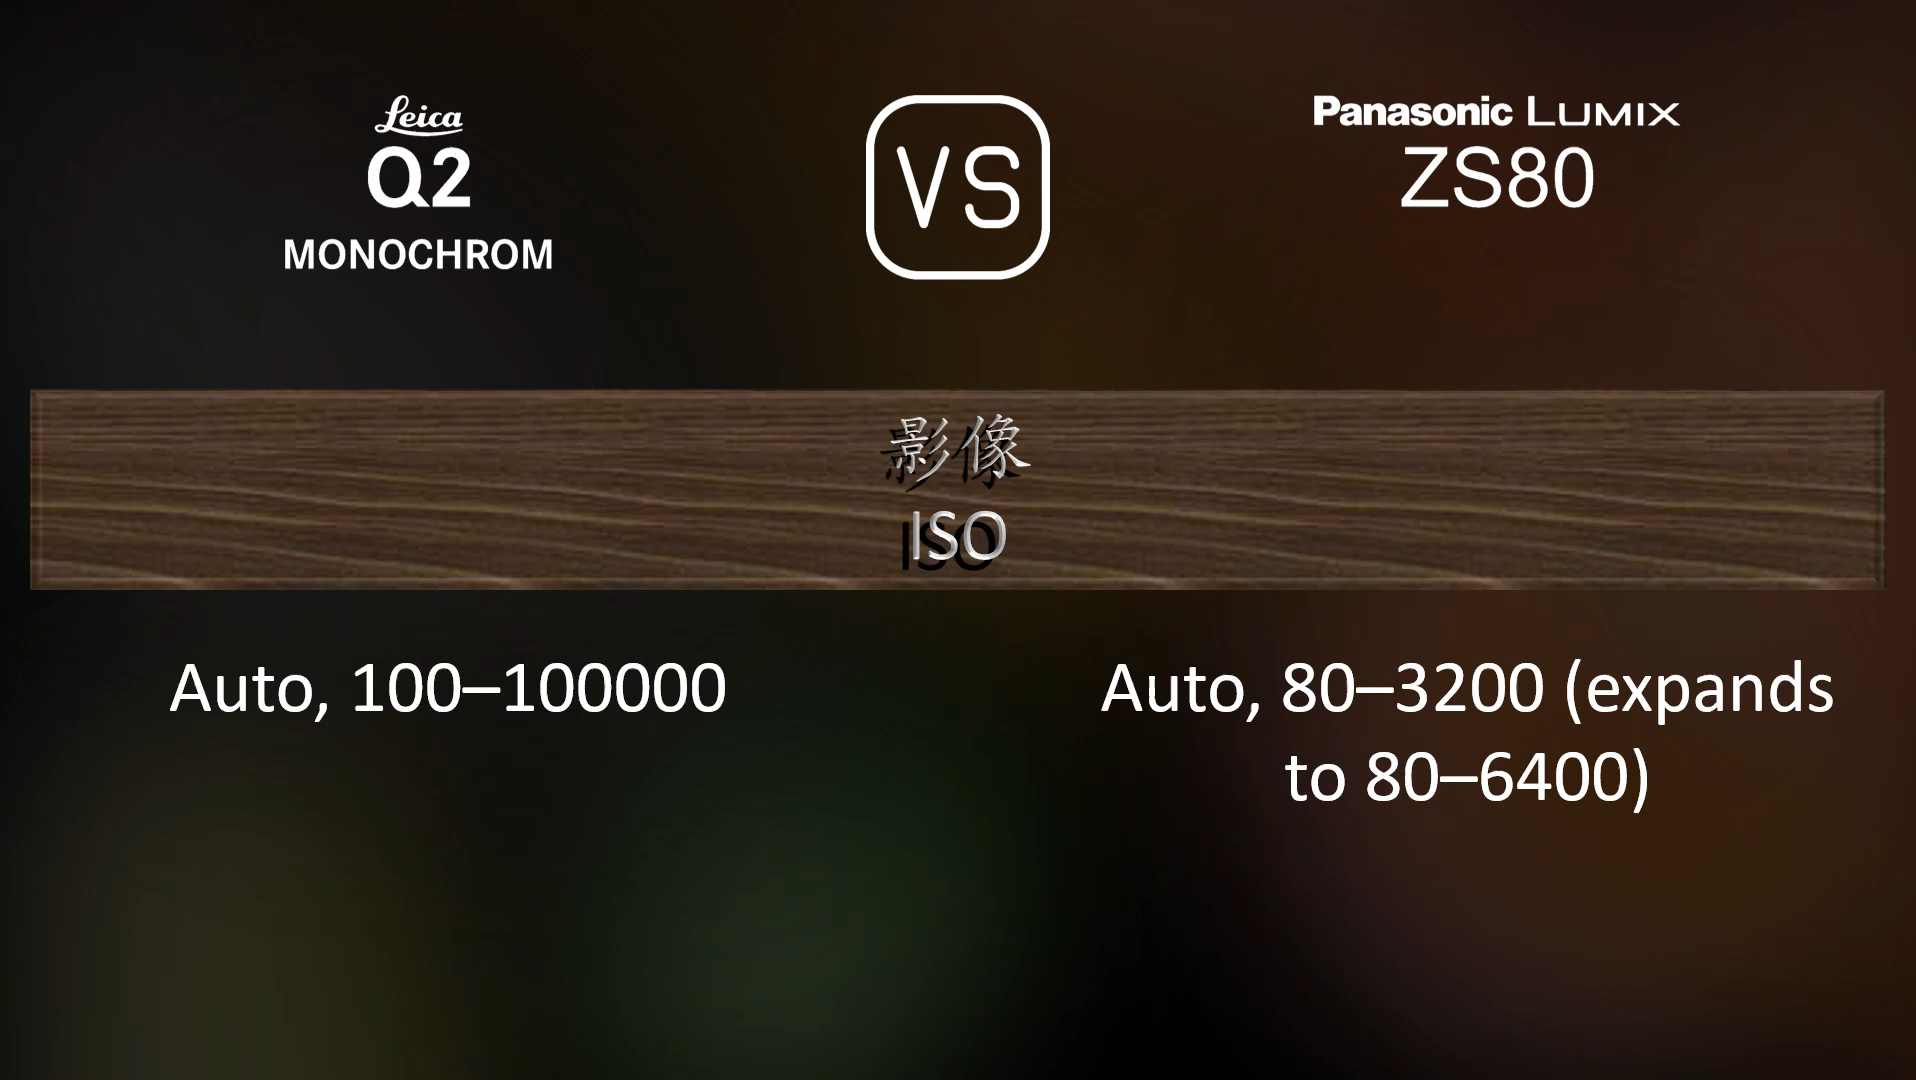 Leica
Q2
MONOCHROM
VS
Panasonic LUMIX
ZS80
影像
ISO
Auto, 100–100000
Auto, 80–3200 (expands
to 80–6400)